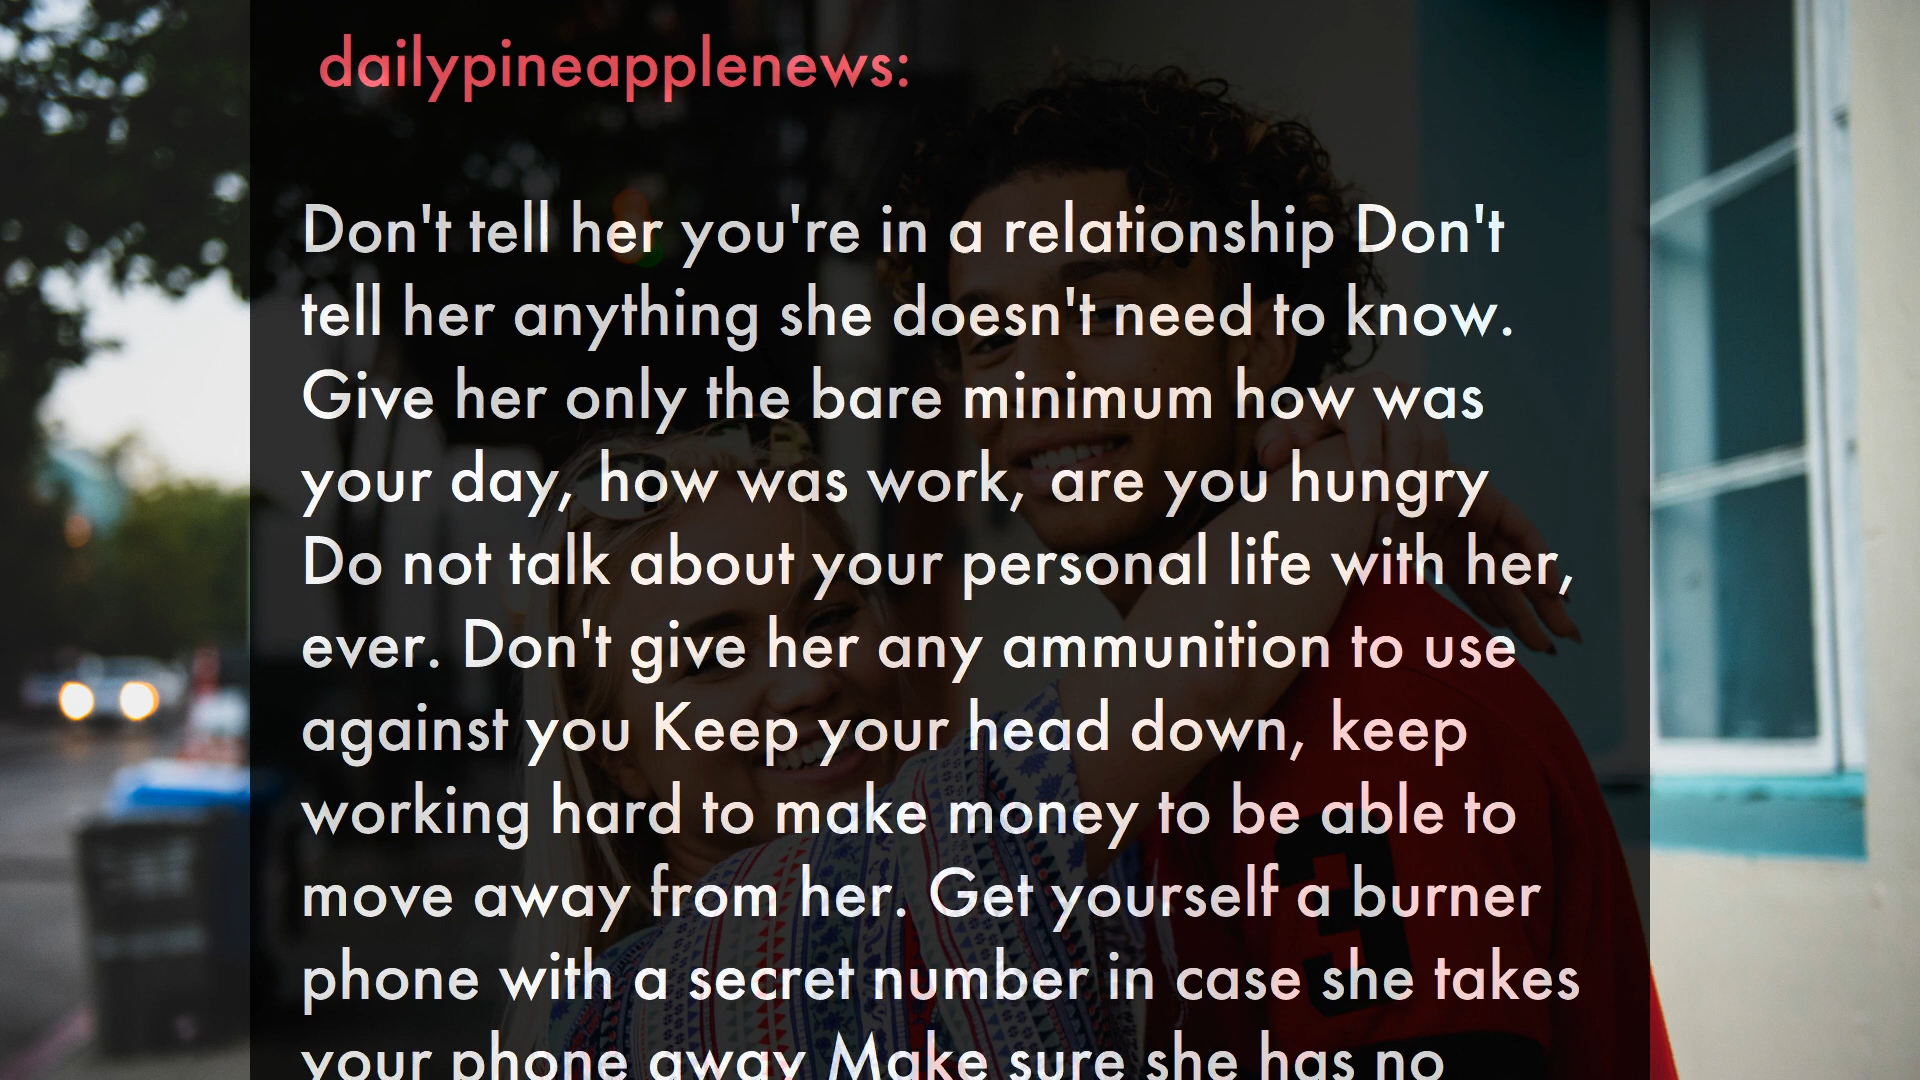 dailypineapplenews:
Don't tell her you're in a relationship Don't
tell her anything she doesn't need to know.
Give her only the bare minimum how was
your day, how was work, are you hungry
Do not talk about your personal life with her,
ever. Don't give her any ammunition to use
against you Keep your head down, keep
working hard to make money to be able to
move away from her. Get yourself a burner
phone with a secret number in case she takes
your phone away Make sure she has no
3